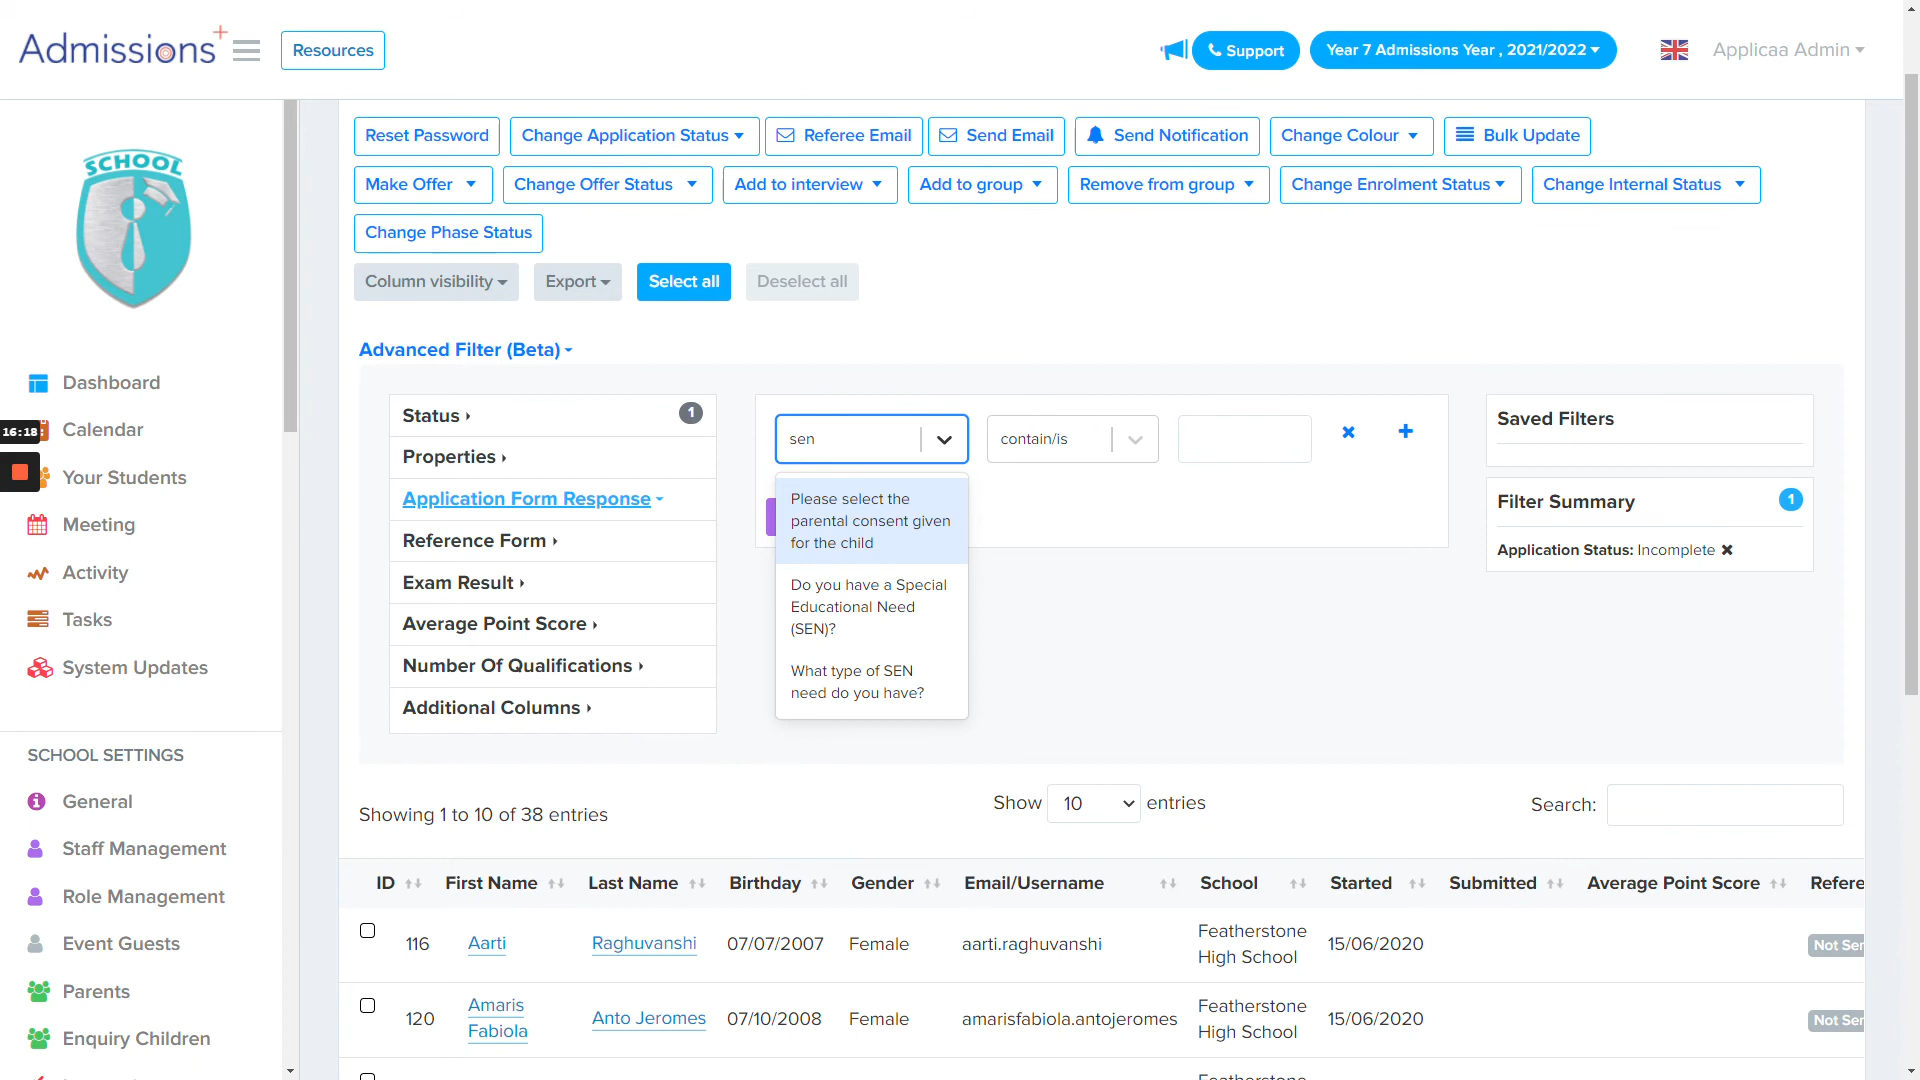 Admissions+
Resources
Support
Year 7 Admissions Year , 2021/2022
Applicaa Admin
SCHOOL
Reset Password
Change Application Status
Referee Email
Send Email
Send Notification
Change Colour
Bulk Update
Make Offer
Change Offer Status
Add to interview
Add to group
Remove from group
Change Enrolment Status
Change Internal Status
Change Phase Status
Column visibility
Export
Select all
Deselect all
Dashboard
16:18
Calendar
Your Students
Meeting
Activity
Tasks
System Updates
SCHOOL SETTINGS
General
Staff Management
Role Management
Event Guests
Parents
Enquiry Children
Advanced Filter (Beta)
Status 1
Properties
Application Form Response
Reference Form
Exam Result
Average Point Score
Number Of Qualifications
Additional Columns
sen
contain/is
Please select the
parental consent given
for the child
Do you have a Special
Educational Need
(SEN)?
What type of SEN
need do you have?
Saved Filters
Filter Summary 1
Application Status: Incomplete
Showing 1 to 10 of 38 entries
Show 10 entries
Search:
ID First Name Last Name Birthday Gender Email/Username School Started Submitted Average Point Score Refere
116 Aarti Raghuvanshi 07/07/2007 Female aarti.raghuvanshi Featherstone High School 15/06/2020 Not Ser
120 Amaris Fabiola Anto Jeromes 07/10/2008 Female amarisfabiola.antojeromes Featherstone High School 15/06/2020 Not Ser